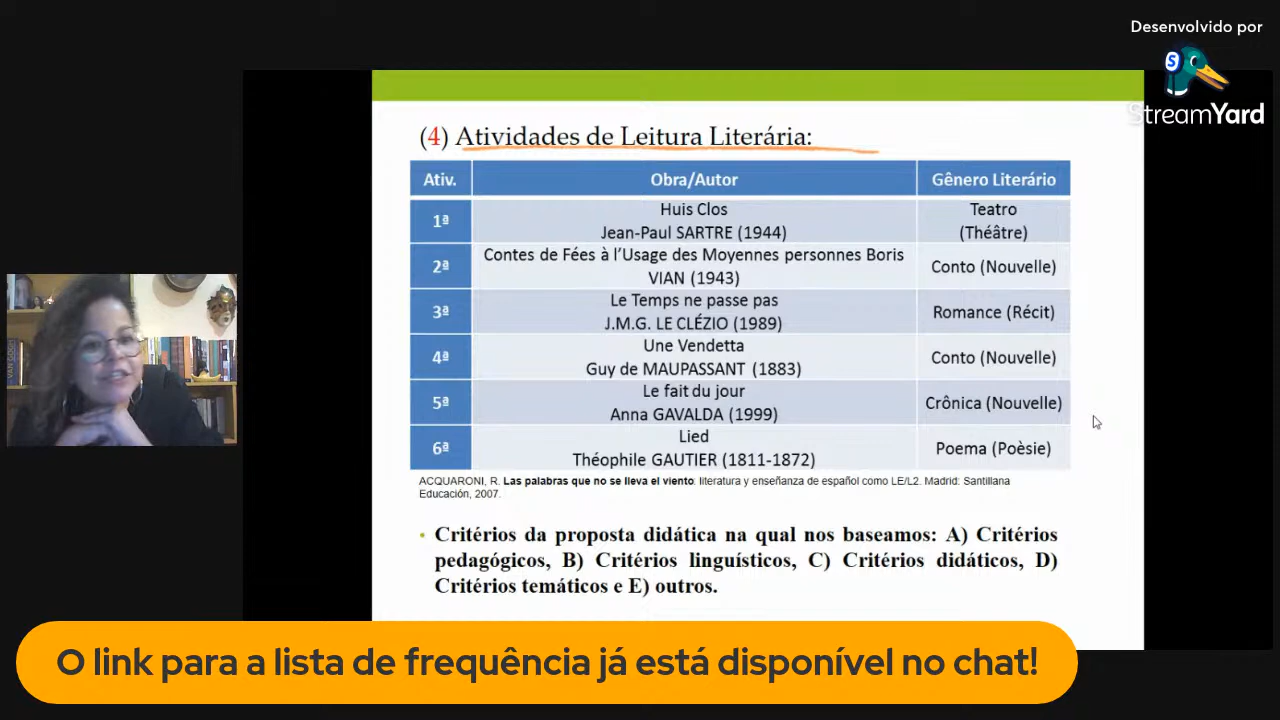 Desenvolvido por
StreamYard
(4) Atividades de Leitura Literária:
Ativ.
Obra/Autor
Gênero Literário
1ª
Huis Clos
Jean-Paul SARTRE (1944)
Teatro
(Théâtre)
2ª
Contes de Fées à l’Usage des Moyennes personnes Boris
VIAN (1943)
Conto (Nouvelle)
3ª
Le Temps ne passe pas
J.M.G. LE CLÉZIO (1989)
Romance (Récit)
4ª
Une Vendetta
Guy de MAUPASSANT (1883)
Conto (Nouvelle)
5ª
Le fait du jour
Anna GAVALDA (1999)
Crônica (Nouvelle)
6ª
Lied
Théophile GAUTIER (1811-1872)
Poema (Poèsie)
ACQUARONI, R. Las palabras que no se lleva el viento: literatura y enseñanza de español como LE/L2. Madrid: Santillana
Educación, 2007.
• Critérios da proposta didática na qual nos baseamos: A) Critérios
pedagógicos, B) Critérios linguísticos, C) Critérios didáticos, D)
Critérios temáticos e E) outros.
VAN GOGH
O link para a lista de frequência já está disponível no chat!